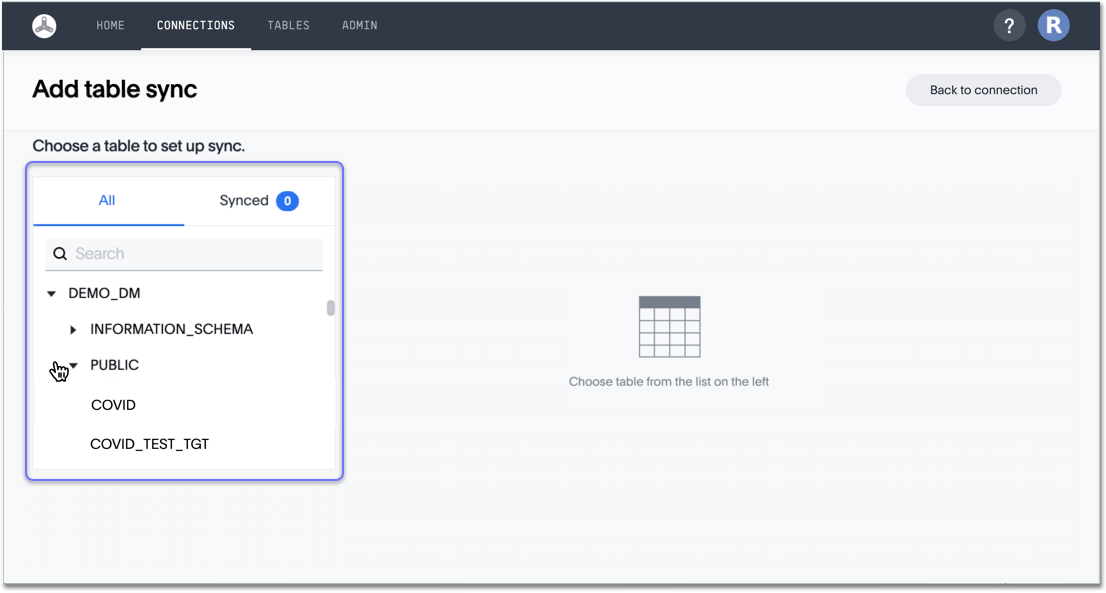 HOME CONNECTIONS TABLES ADMIN ? R
Add table sync
Back to connection
Choose a table to set up sync.
All Synced 0
Search
DEMO_DM
INFORMATION_SCHEMA
PUBLIC
COVID
COVID_TEST_TGT
Choose table from the list on the left